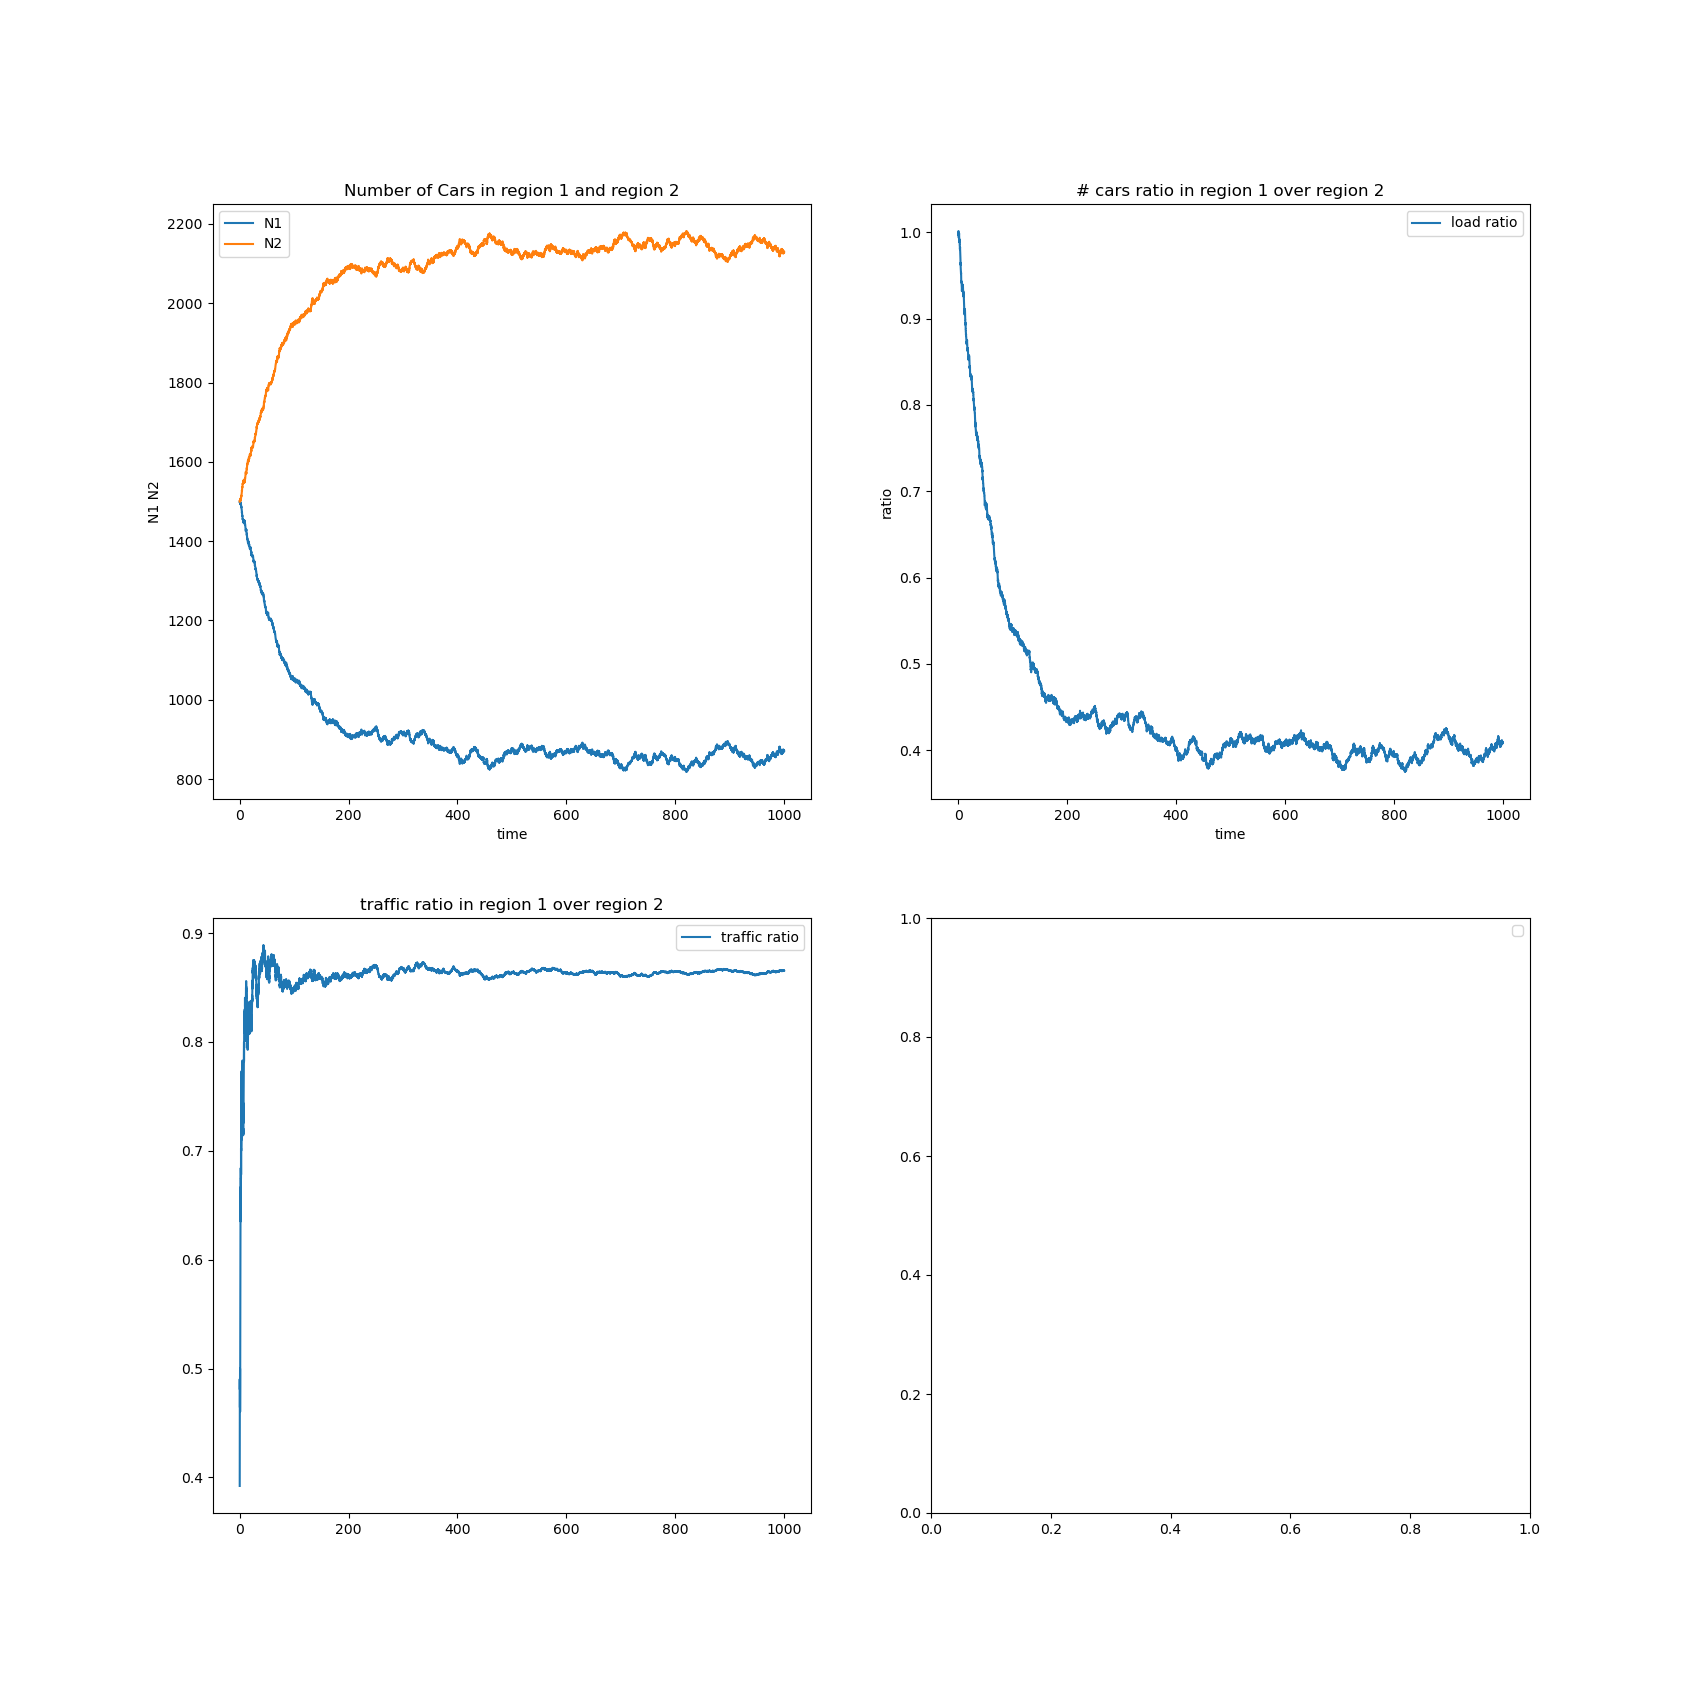 Number of Cars in region 1 and region 2
N1
N2
2200
2000
1800
1600
1400
1200
1000
800
N1 N2
0 200 400 600 800 1000
time
# cars ratio in region 1 over region 2
load ratio
1.0
0.9
0.8
0.7
0.6
0.5
0.4
ratio
0 200 400 600 800 1000
time
traffic ratio in region 1 over region 2
traffic ratio
0.9
0.8
0.7
0.6
0.5
0.4
0 200 400 600 800 1000
1.0
0.8
0.6
0.4
0.2
0.0
0.0 0.2 0.4 0.6 0.8 1.0